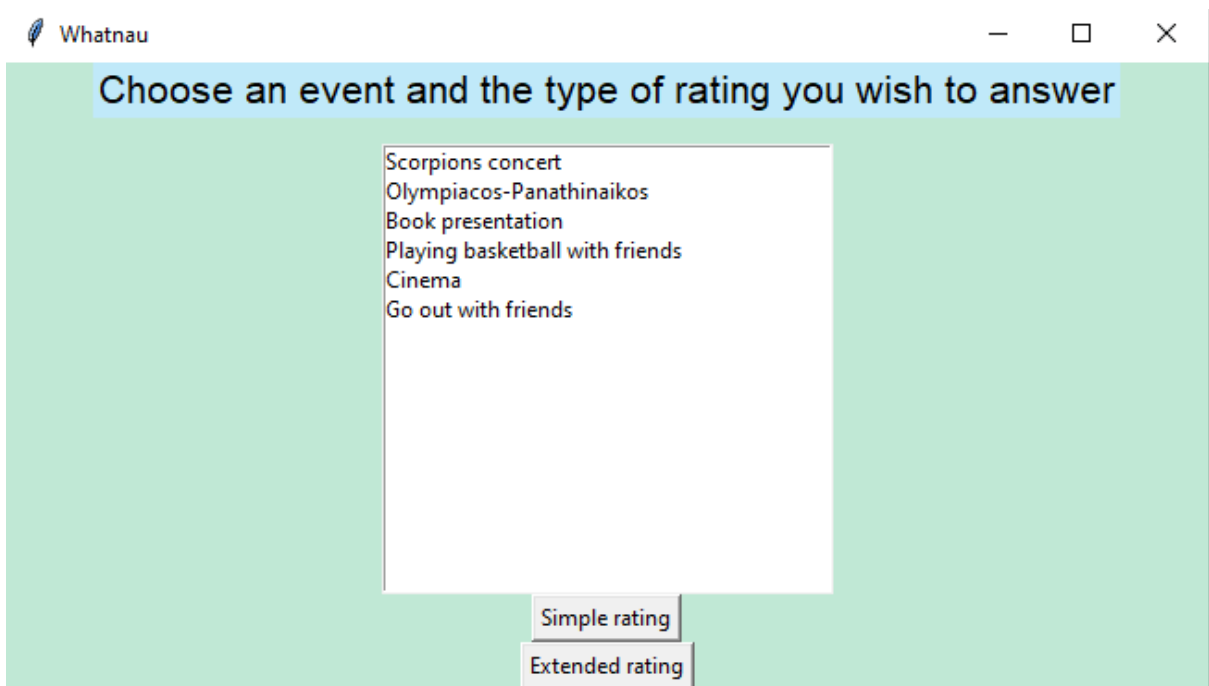 Whatnau
Choose an event and the type of rating you wish to answer
Scorpions concert
Olympiacos-Panathinaikos
Book presentation
Playing basketball with friends
Cinema
Go out with friends
Simple rating
Extended rating